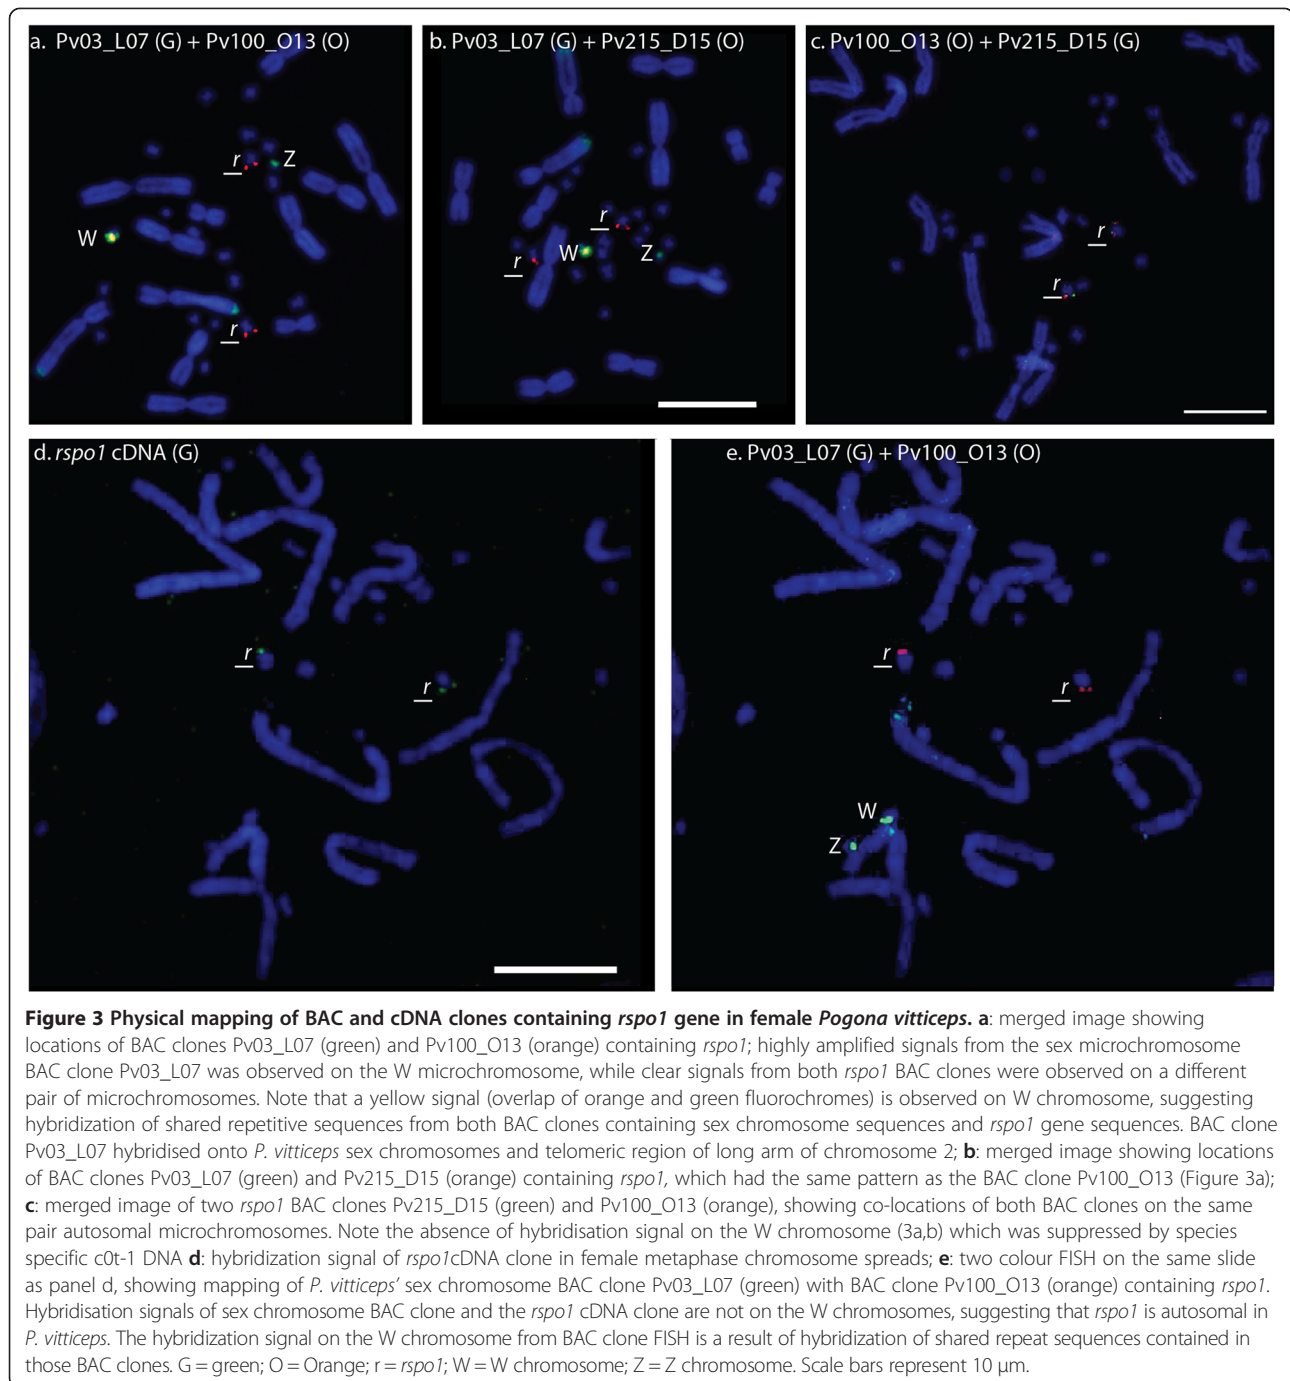 a. Pv03_L07 (G) + Pv100_O13 (O)
r
Z
W
r
b. Pv03_L07 (G) + Pv215_D15 (O)
r
r
W
Z
c. Pv100_O13 (O) + Pv215_D15 (G)
r
r
d. rspo1 cDNA (G)
r
r
e. Pv03_L07 (G) + Pv100_O13 (O)
r
r
W
Z
Figure 3 Physical mapping of BAC and cDNA clones containing rspo1 gene in female Pogona vitticeps. a: merged image showing
locations of BAC clones Pv03_L07 (green) and Pv100_O13 (orange) containing rspo1; highly amplified signals from the sex microchromosome
BAC clone Pv03_L07 was observed on the W microchromosome, while clear signals from both rspo1 BAC clones were observed on a different
pair of microchromosomes. Note that a yellow signal (overlap of orange and green fluorochromes) is observed on W chromosome, suggesting
hybridization of shared repetitive sequences from both BAC clones containing sex chromosome sequences and rspo1 gene sequences. BAC clone
Pv03_L07 hybridised onto P. vitticeps sex chromosomes and telomeric region of long arm of chromosome 2; b: merged image showing locations
of BAC clones Pv03_L07 (green) and Pv215_D15 (orange) containing rspo1, which had the same pattern as the BAC clone Pv100_O13 (Figure 3a);
c: merged image of two rspo1 BAC clones Pv215_D15 (green) and Pv100_O13 (orange), showing co-locations of both BAC clones on the same
pair autosomal microchromosomes. Note the absence of hybridisation signal on the W chromosome (3a,b) which was suppressed by species
specific c0t-1 DNA d: hybridization signal of rspo1cDNA clone in female metaphase chromosome spreads; e: two colour FISH on the same slide
as panel d, showing mapping of P. vitticeps' sex chromosome BAC clone Pv03_L07 (green) with BAC clone Pv100_O13 (orange) containing rspo1.
Hybridisation signals of sex chromosome BAC clone and the rspo1 cDNA clone are not on the W chromosomes, suggesting that rspo1 is autosomal in
P. vitticeps. The hybridization signal on the W chromosome from BAC clone FISH is a result of hybridization of shared repeat sequences contained in
those BAC clones. G = green; O = Orange; r = rspo1; W = W chromosome; Z = Z chromosome. Scale bars represent 10 μm.